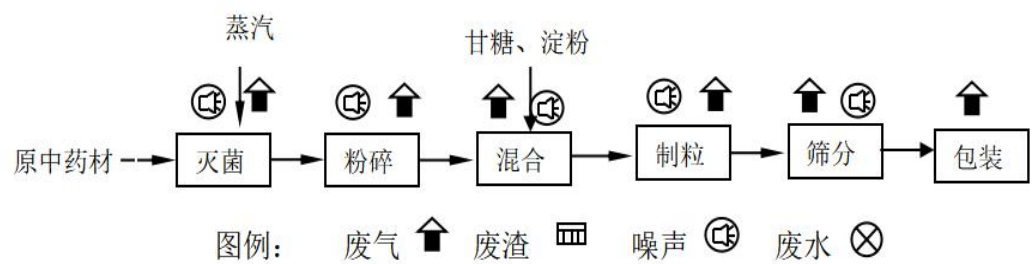 蒸汽
甘糖、淀粉
原中药材
灭菌
粉碎
混合
制粒
筛分
包装
图例: 废气 废渣 噪声 废水